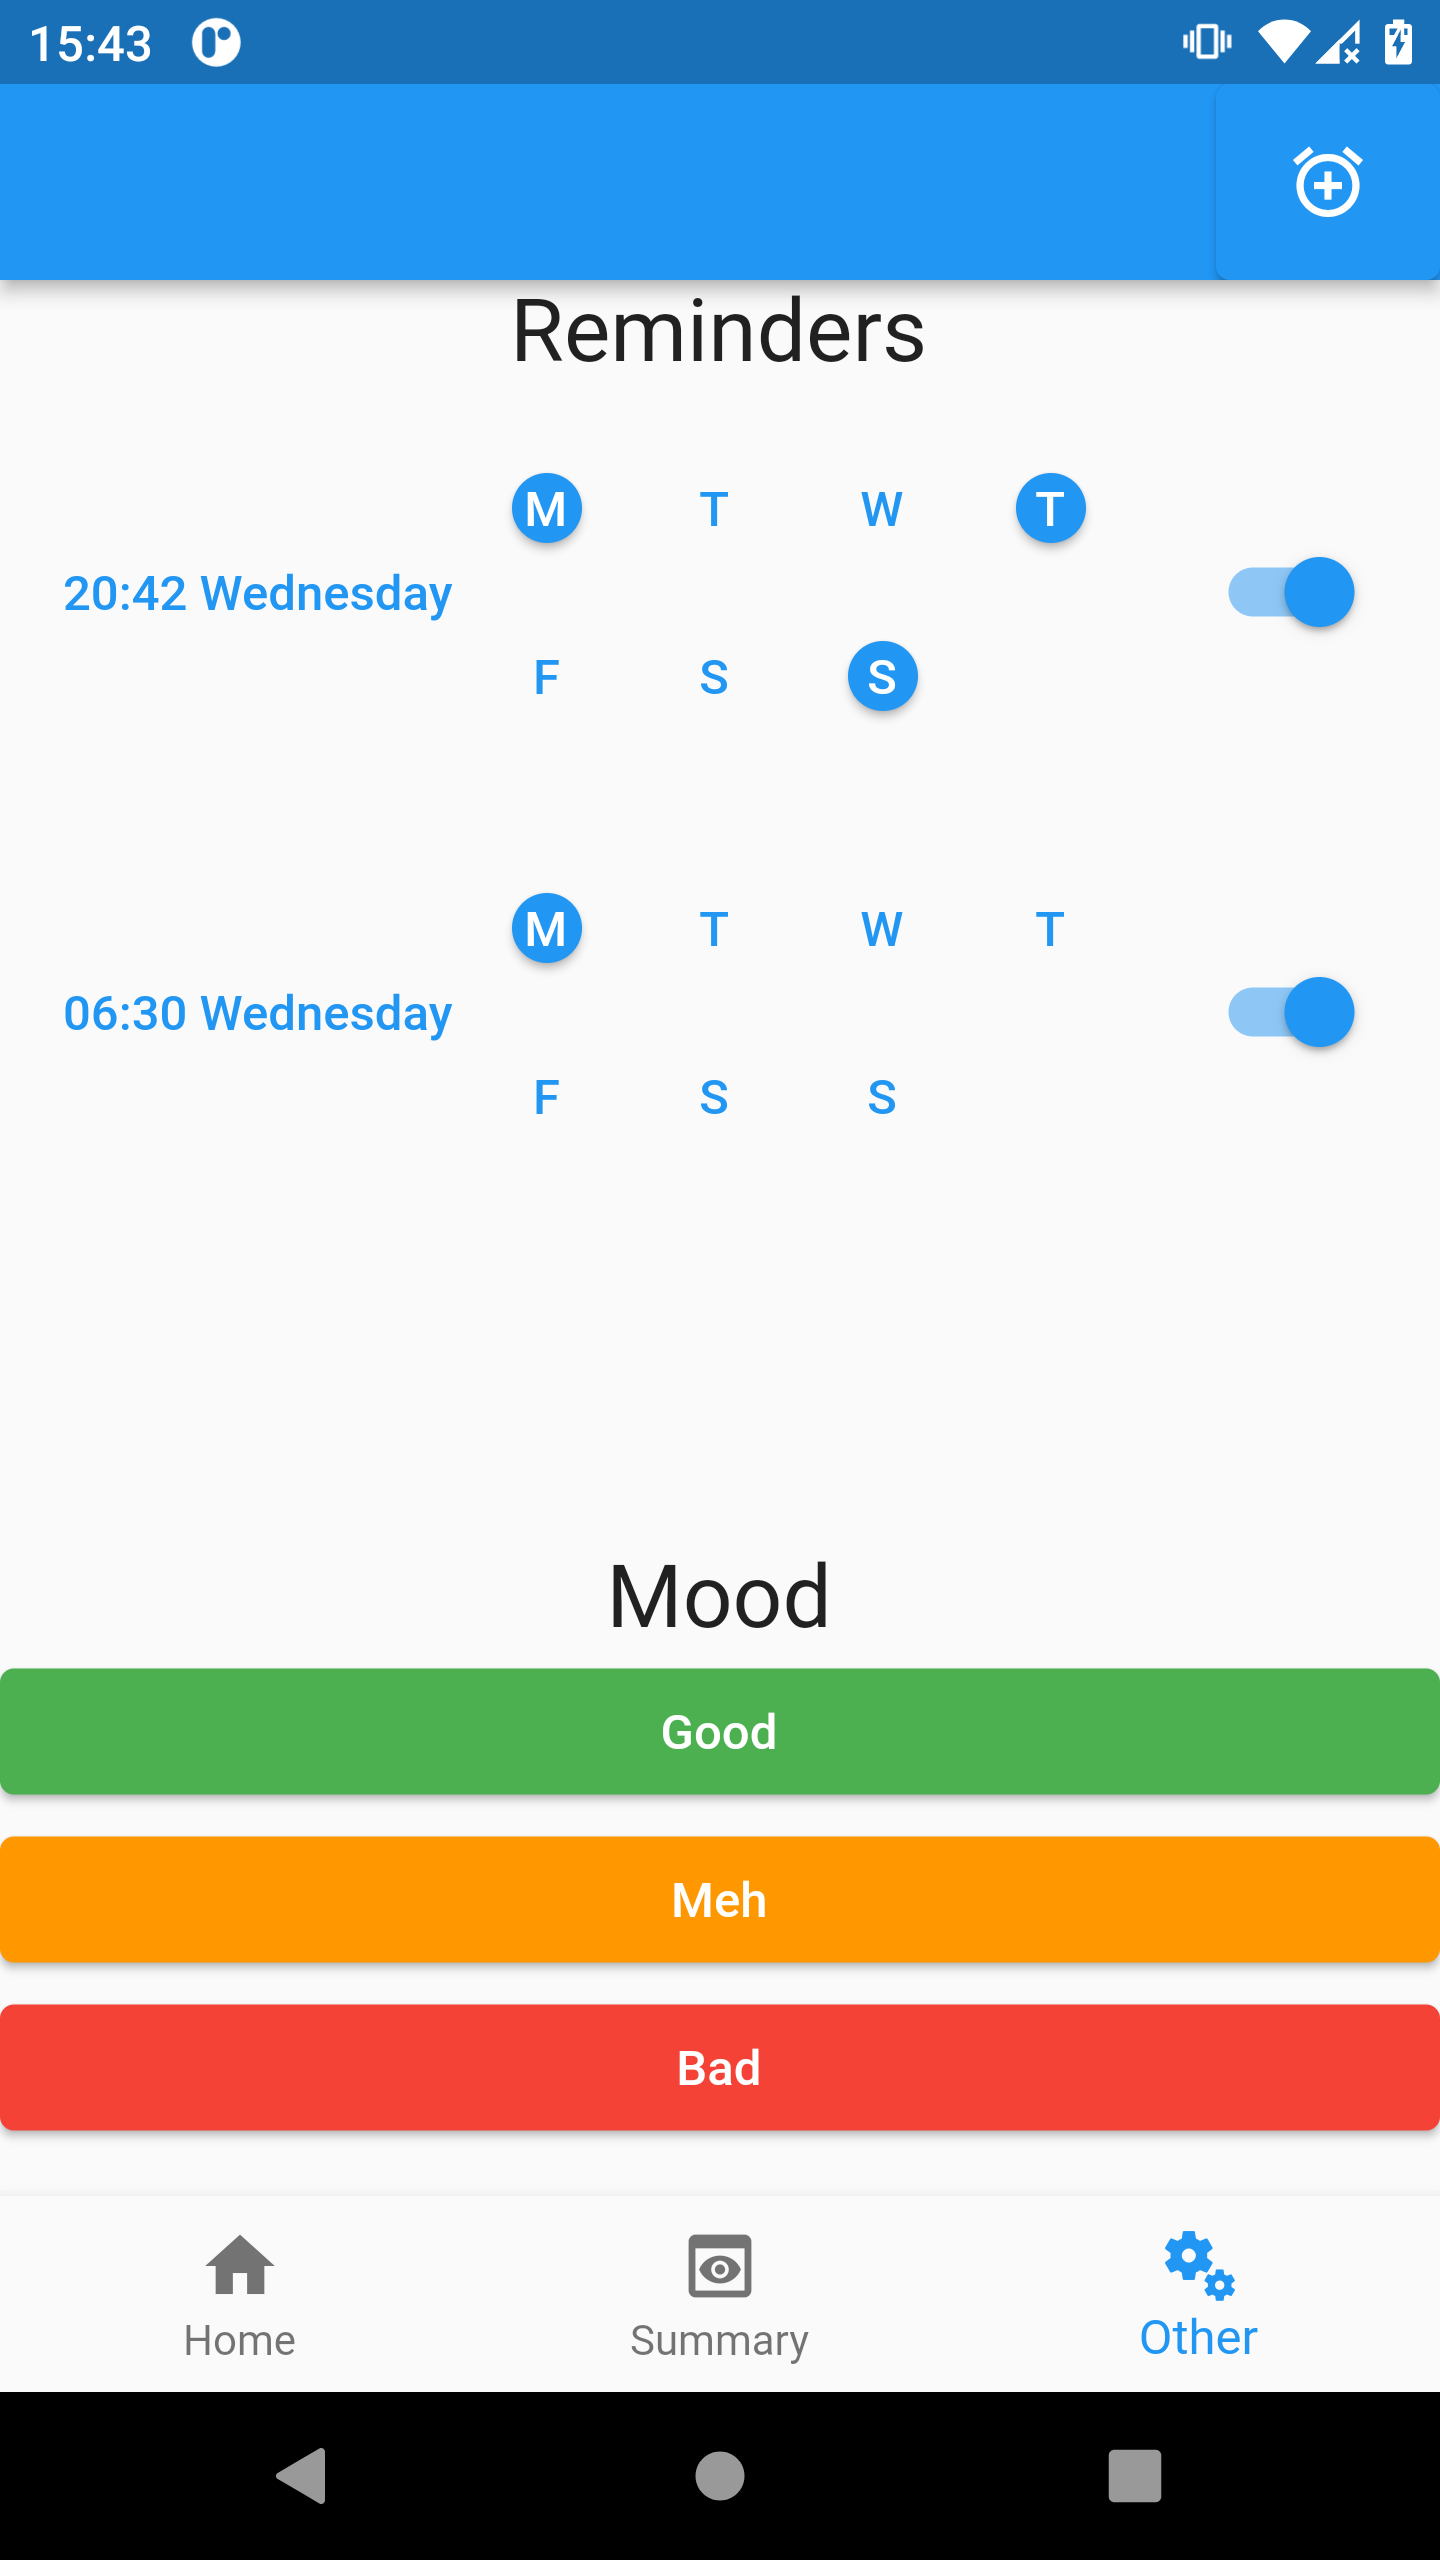 15:43
Reminders
M T W T
20:42 Wednesday
F S S
M T W T
06:30 Wednesday
F S S
Mood
Good
Meh
Bad
Home Summary Other